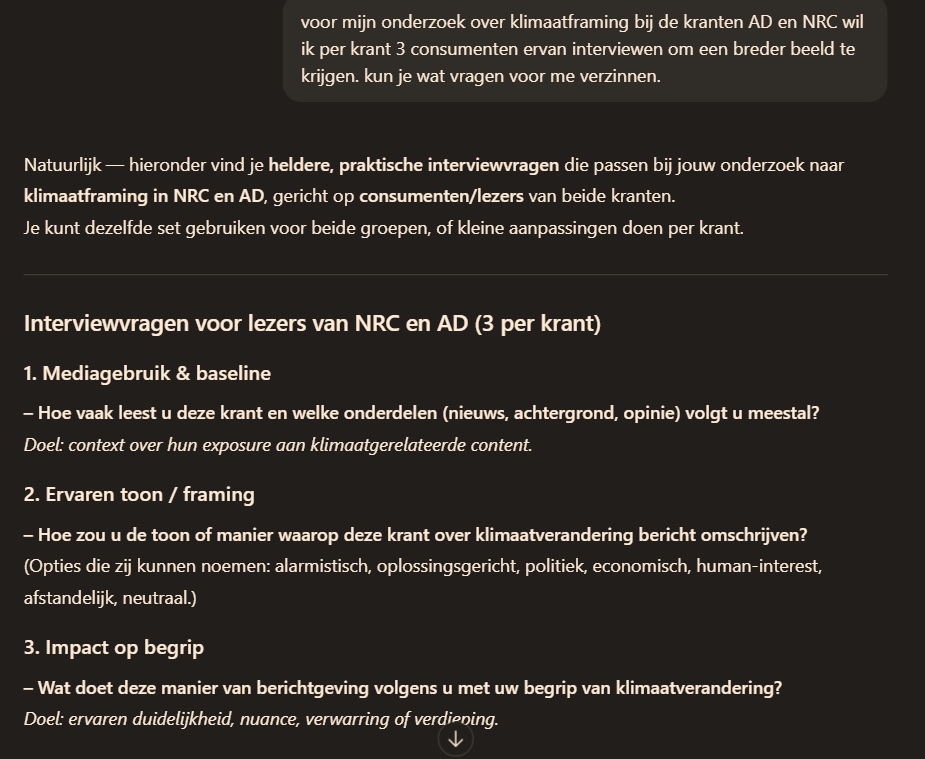 voor mijn onderzoek over klimaatframing bij de kranten AD en NRC wil
ik per krant 3 consumenten ervan interviewen om een breder beeld te
krijgen. kun je wat vragen voor me verzinnen.
Natuurlijk — hieronder vind je heldere, praktische interviewvragen die passen bij jouw onderzoek naar
klimaatframing in NRC en AD, gericht op consumenten/lezers van beide kranten.
Je kunt dezelfde set gebruiken voor beide groepen, of kleine aanpassingen doen per krant.
Interviewvragen voor lezers van NRC en AD (3 per krant)
1. Mediagebruik & baseline
– Hoe vaak leest u deze krant en welke onderdelen (nieuws, achtergrond, opinie) volgt u meestal?
Doel: context over hun exposure aan klimaatgerelateerde content.
2. Ervaren toon / framing
– Hoe zou u de toon of manier waarop deze krant over klimaatverandering bericht omschrijven?
(Opties die zij kunnen noemen: alarmistisch, oplossingsgericht, politiek, economisch, human-interest,
afstandelijk, neutraal.)
3. Impact op begrip
– Wat doet deze manier van berichtgeving volgens u met uw begrip van klimaatverandering?
Doel: ervaren duidelijkheid, nuance, verwarring of verdieping.